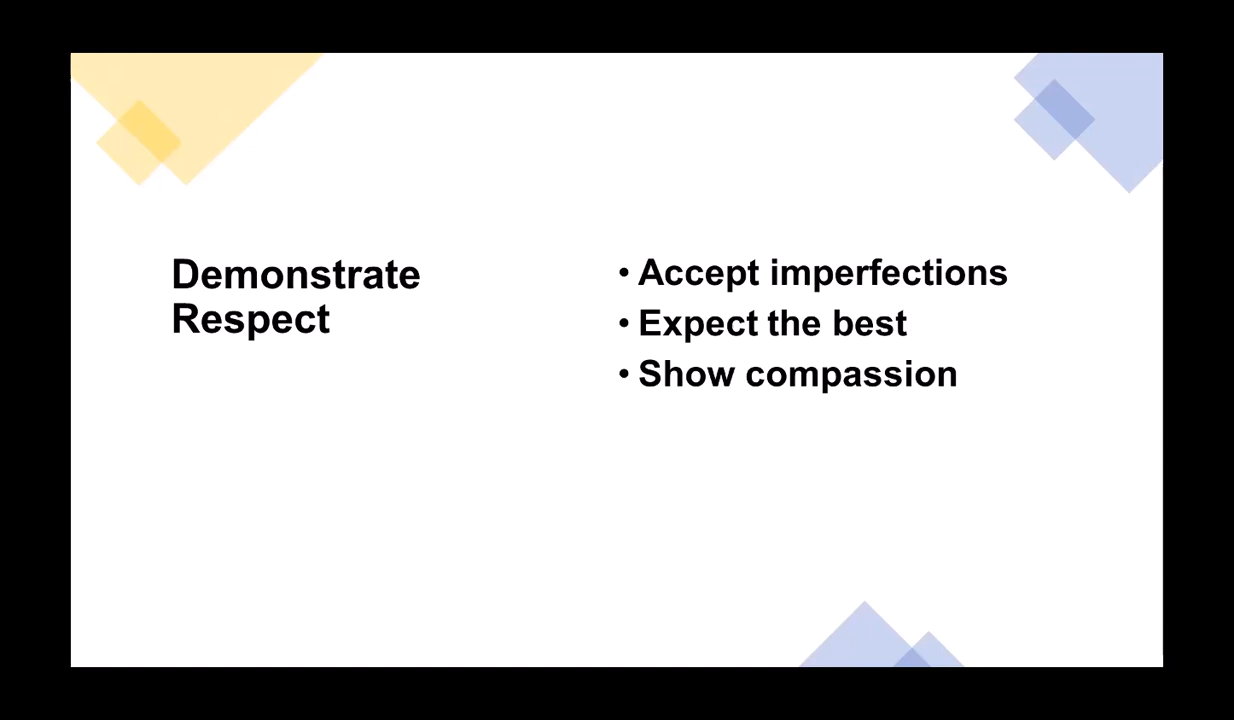 Demonstrate
Respect
• Accept imperfections
• Expect the best
• Show compassion